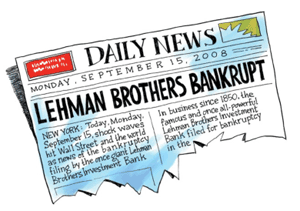 DAILY NEWS
MONDAY, SEPTEMBER 15, 2008
LEHMAN BROTHERS BANKRUPT
NEW YORK: Today, Monday,
September 15, shock waves
hit Wall Street and the world
as news of the bankruptcy
filing by the once giant Lehman
Brothers Investment Bank
In business since 1850, the
famous and once all-powerful
Lehman Brothers Investment
Bank filed for bankruptcy
in the